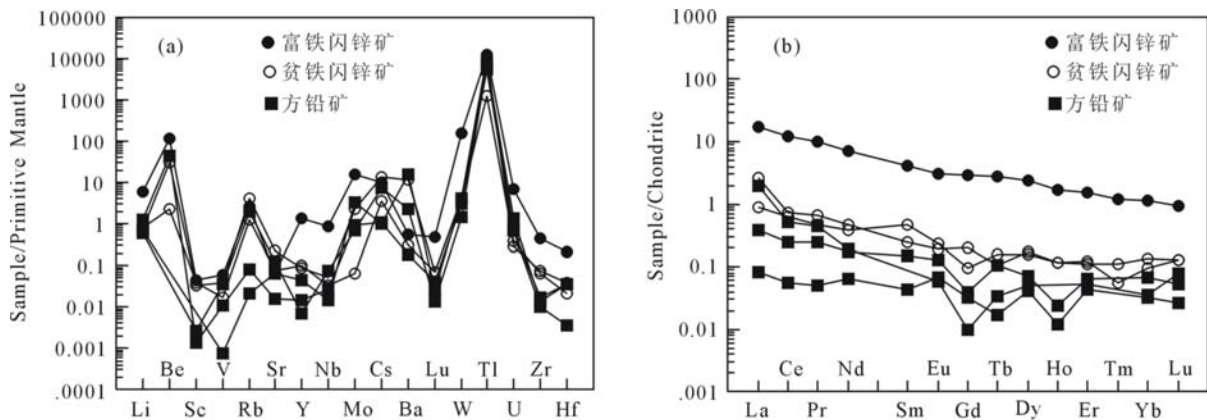 100000
10000
1000
100
10
1
0.1
0.01
0.001
.0001
Sample/Primitive Mantle
(a)
富铁闪锌矿
贫铁闪锌矿
方铅矿
Be V Sr Nb Cs Lu Tl Zr
Li Sc Rb Y Mo Ba W U Hf
1000
100
10
1
0.1
0.01
.001
Sample/Chondrite
(b)
富铁闪锌矿
贫铁闪锌矿
方铅矿
Ce Nd Eu Tb Ho Tm Lu
La Pr Sm Gd Dy Er Yb